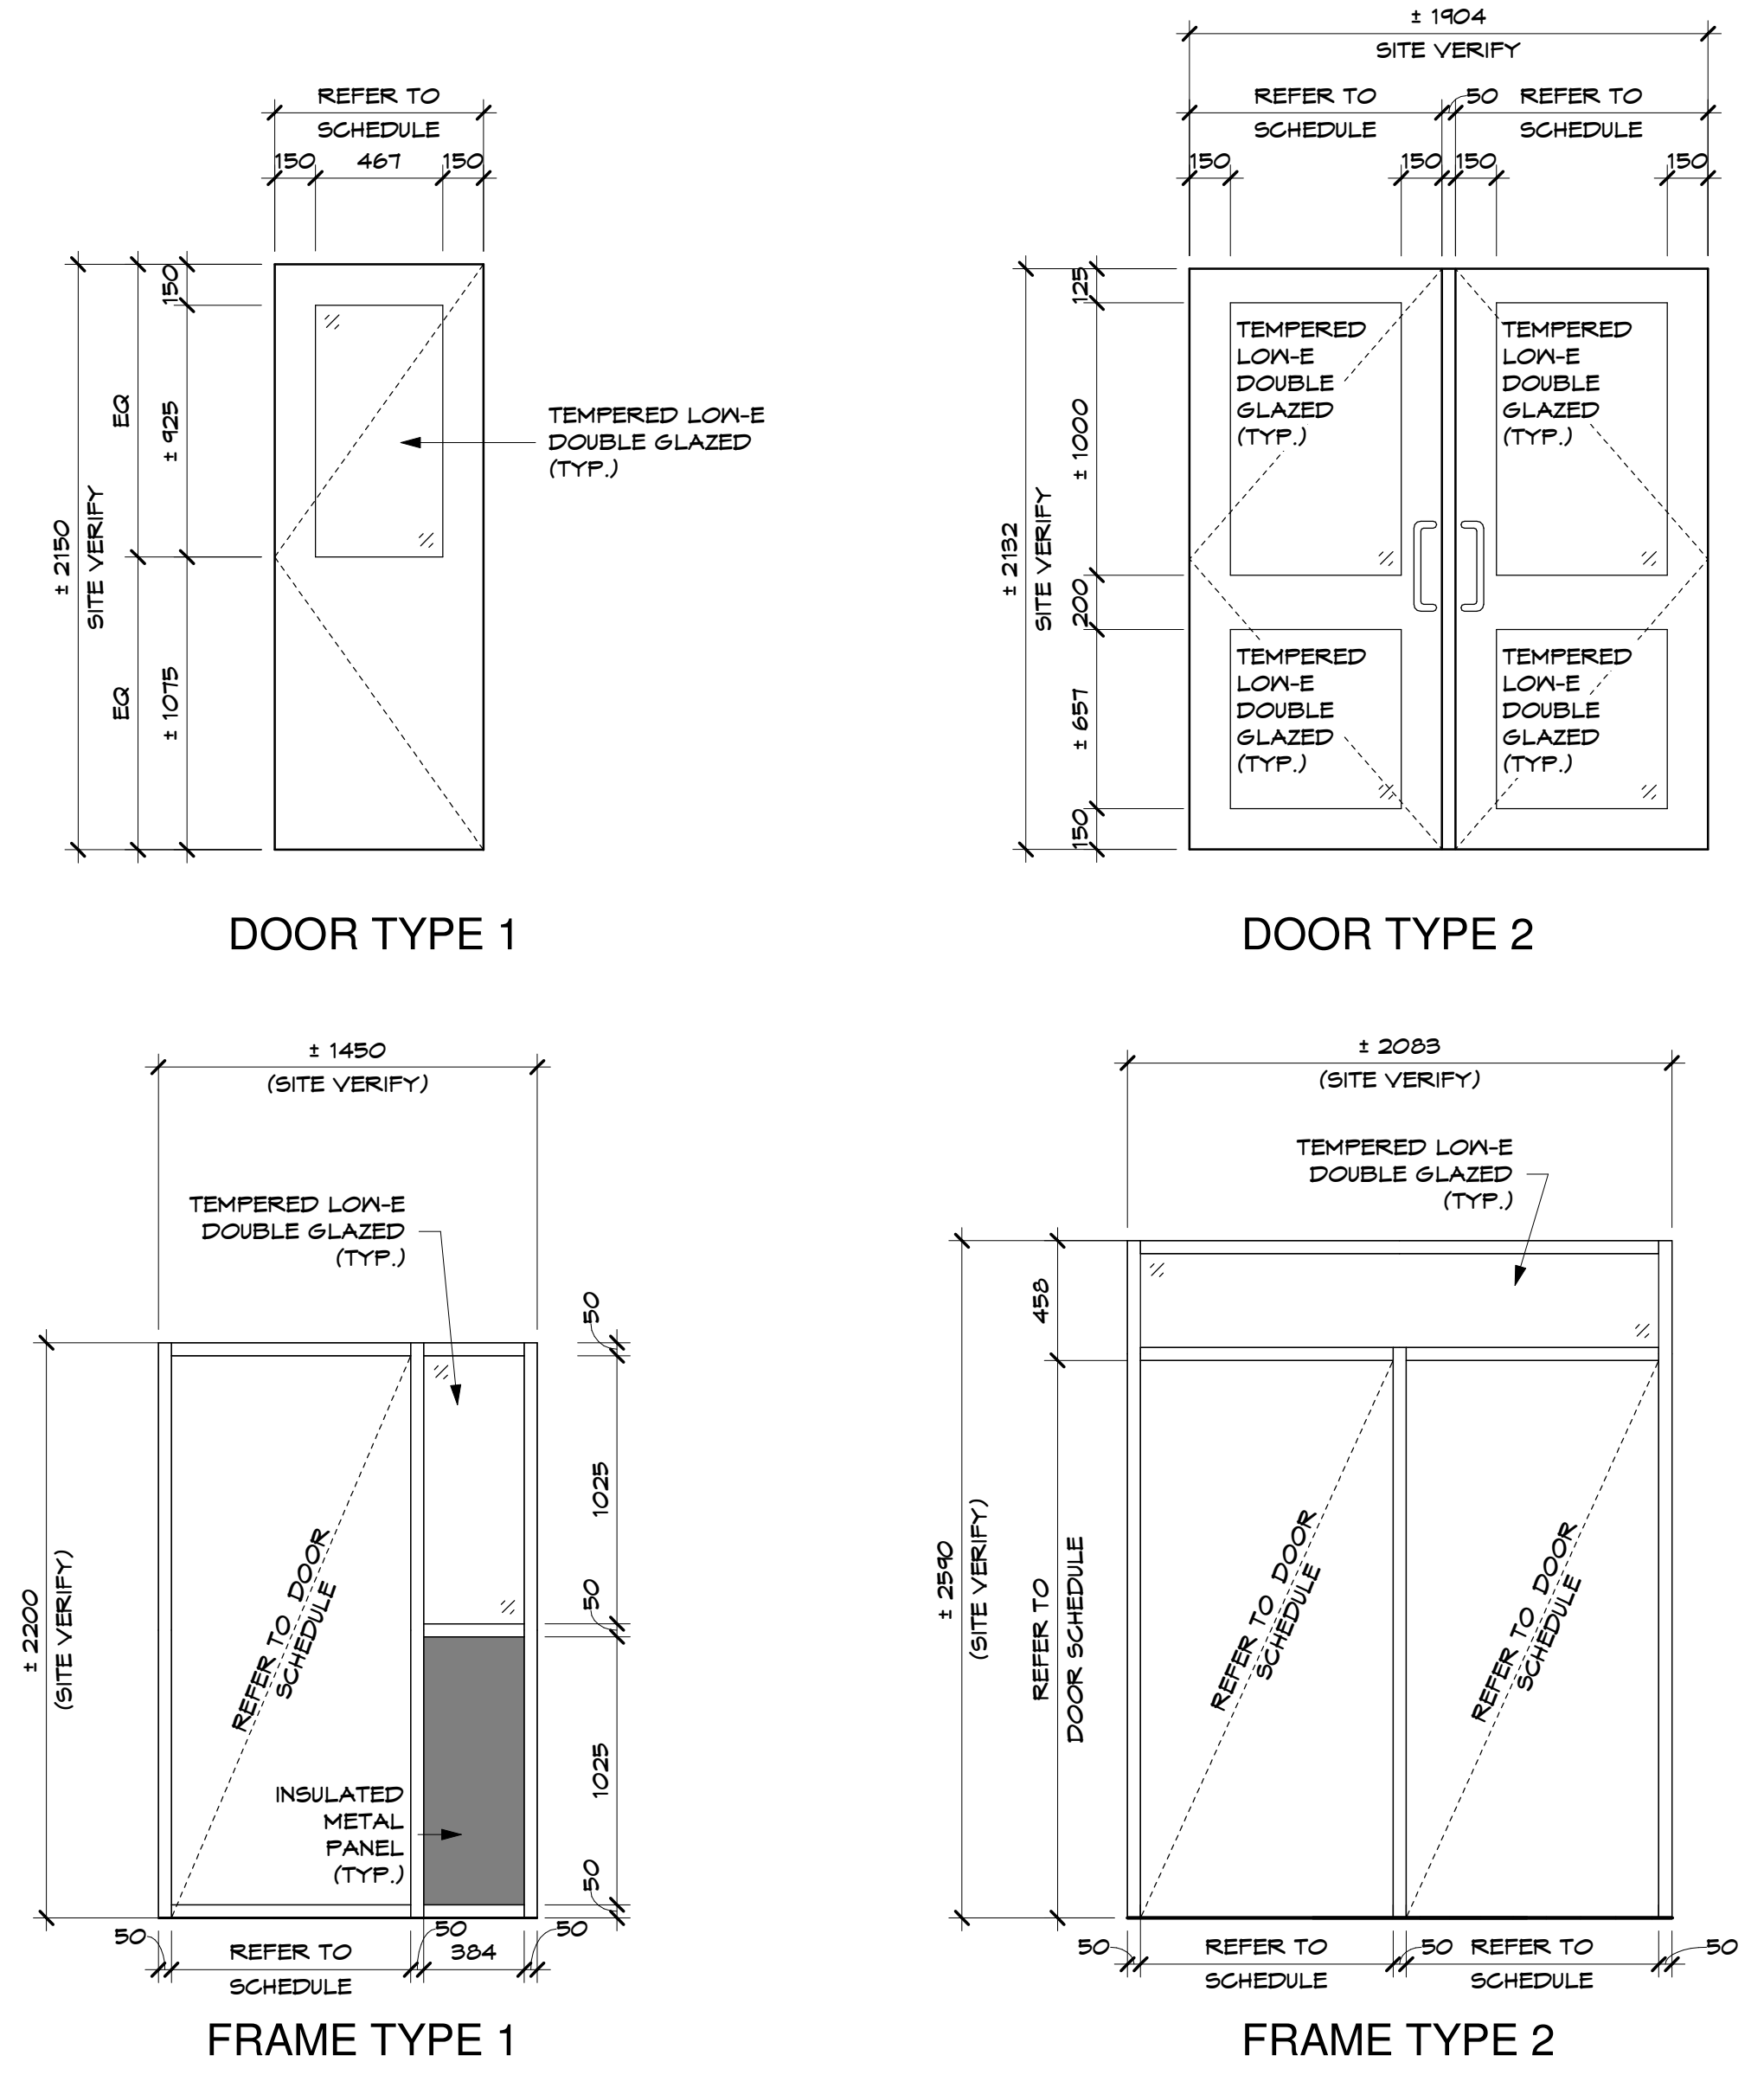 REFER TO
SCHEDULE
150 467 150
150
EQ
± 925
± 2150
SITE VERIFY
EQ
± 1075
TEMPERED LOW-E
DOUBLE GLAZED
(TYP.)
DOOR TYPE 1
± 1904
SITE VERIFY
REFER TO
SCHEDULE
50
REFER TO
SCHEDULE
150 150 150 150
125
± 1000
± 2132
SITE VERIFY
200
± 657
150
TEMPERED
LOW-E
DOUBLE
GLAZED
(TYP.)
TEMPERED
LOW-E
DOUBLE
GLAZED
(TYP.)
TEMPERED
LOW-E
DOUBLE
GLAZED
(TYP.)
TEMPERED
LOW-E
DOUBLE
GLAZED
(TYP.)
DOOR TYPE 2
± 1450
(SITE VERIFY)
TEMPERED LOW-E
DOUBLE GLAZED
(TYP.)
50
1025
50
1025
50
± 2200
(SITE VERIFY)
REFER TO DOOR
SCHEDULE
INSULATED
METAL
PANEL
(TYP.)
50
REFER TO
SCHEDULE
50
384
50
FRAME TYPE 1
± 2083
(SITE VERIFY)
TEMPERED LOW-E
DOUBLE GLAZED
(TYP.)
458
± 2590
(SITE VERIFY)
REFER TO
DOOR SCHEDULE
REFER TO DOOR
SCHEDULE
REFER TO DOOR
SCHEDULE
50
REFER TO
SCHEDULE
50
REFER TO
SCHEDULE
50
FRAME TYPE 2